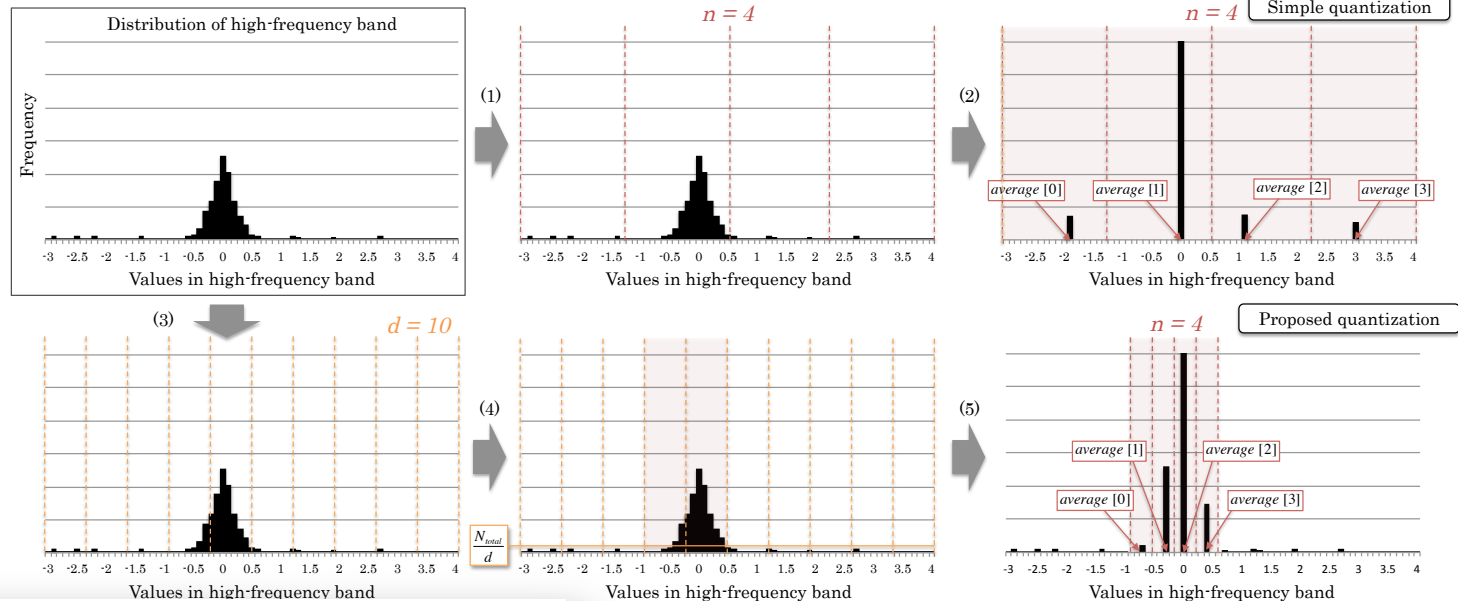 Distribution of high-frequency band
Frequency
-3 -2.5 -2 -1.5 -1 -0.5 0 0.5 1 1.5 2 2.5 3 3.5 4
Values in high-frequency band
(1)
n = 4
-3 -2.5 -2 -1.5 -1 -0.5 0 0.5 1 1.5 2 2.5 3 3.5 4
Values in high-frequency band
(2)
n = 4
Simple quantization
average [0]
average [1]
average [2]
average [3]
-3 -2.5 -2 -1.5 -1 -0.5 0 0.5 1 1.5 2 2.5 3 3.5 4
Values in high-frequency band
(3)
d = 10
-3 -2.5 -2 -1.5 -1 -0.5 0 0.5 1 1.5 2 2.5 3 3.5 4
Values in high-frequency band
(4)
N_total
d
-3 -2.5 -2 -1.5 -1 -0.5 0 0.5 1 1.5 2 2.5 3 3.5 4
Values in high-frequency band
(5)
n = 4
Proposed quantization
average [1]
average [2]
average [0]
average [3]
-3 -2.5 -2 -1.5 -1 -0.5 0 0.5 1 1.5 2 2.5 3 3.5 4
Values in high-frequency band